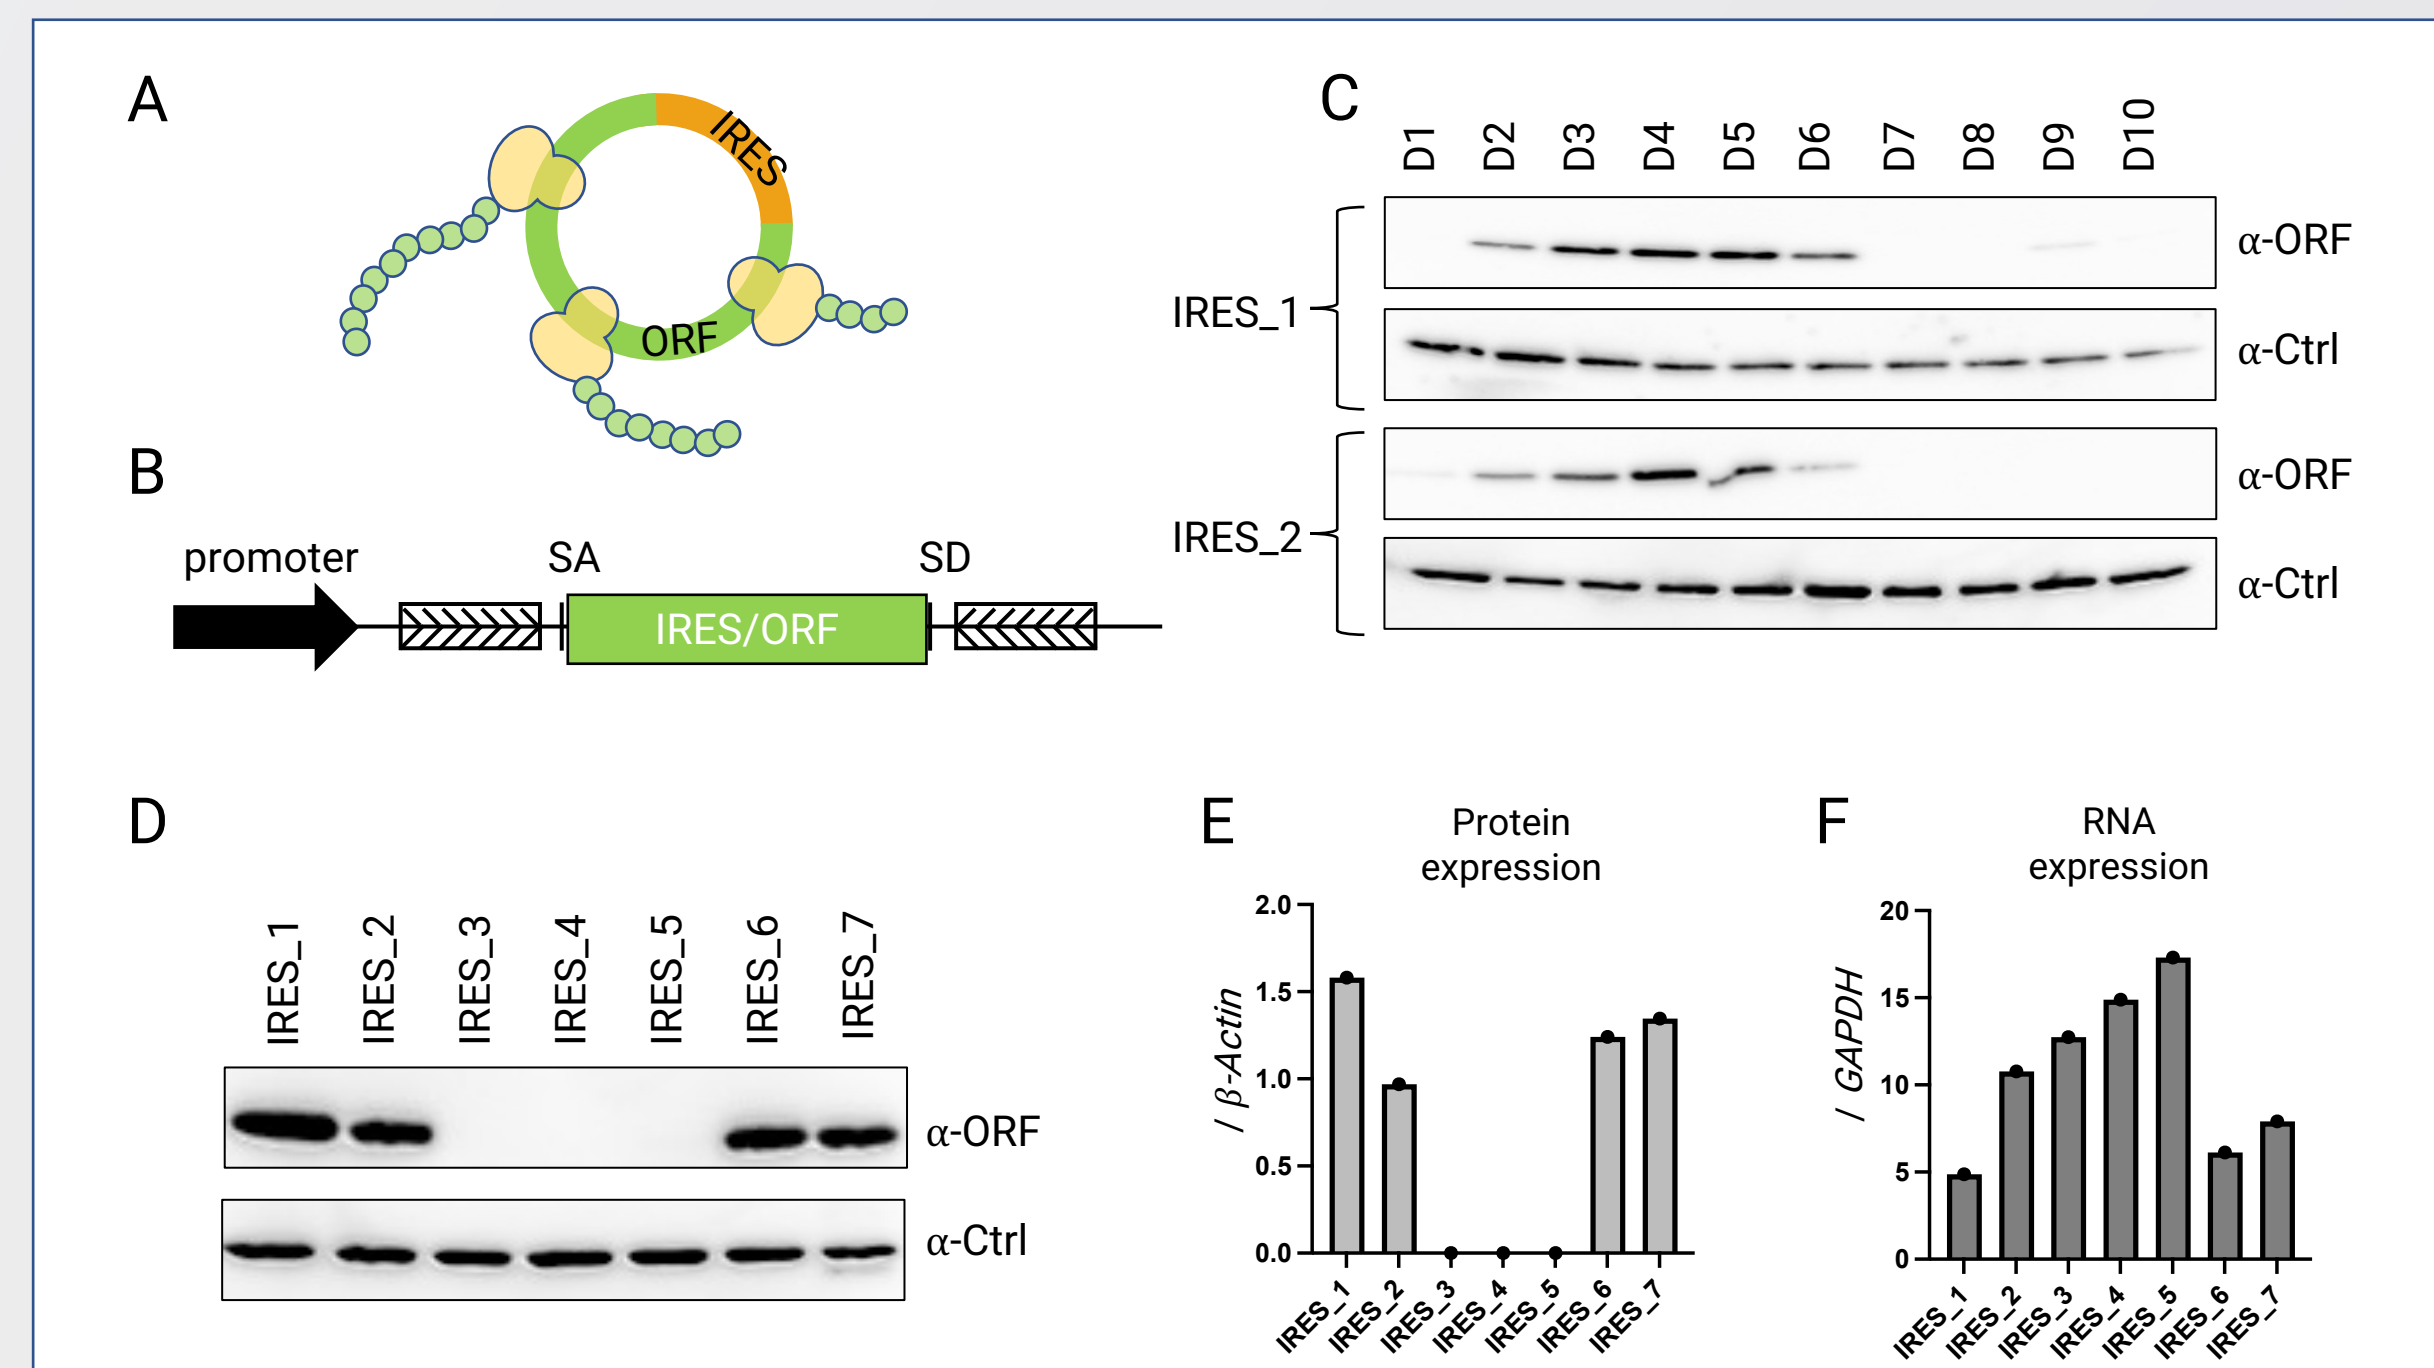 A
IRES
ORF
B
promoter
SA
SD
IRES/ORF
C
D1 D2 D3 D4 D5 D6 D7 D8 D9 D10
IRES_1
α-ORF
α-Ctrl
IRES_2
α-ORF
α-Ctrl
D
IRES_1 IRES_2 IRES_3 IRES_4 IRES_5 IRES_6 IRES_7
α-ORF
α-Ctrl
E
Protein
expression
/ β-Actin
2.0
1.5
1.0
0.5
0.0
IRES_1 IRES_2 IRES_3 IRES_4 IRES_5 IRES_6 IRES_7
F
RNA
expression
/ GAPDH
20
15
10
5
0
IRES_1 IRES_2 IRES_3 IRES_4 IRES_5 IRES_6 IRES_7